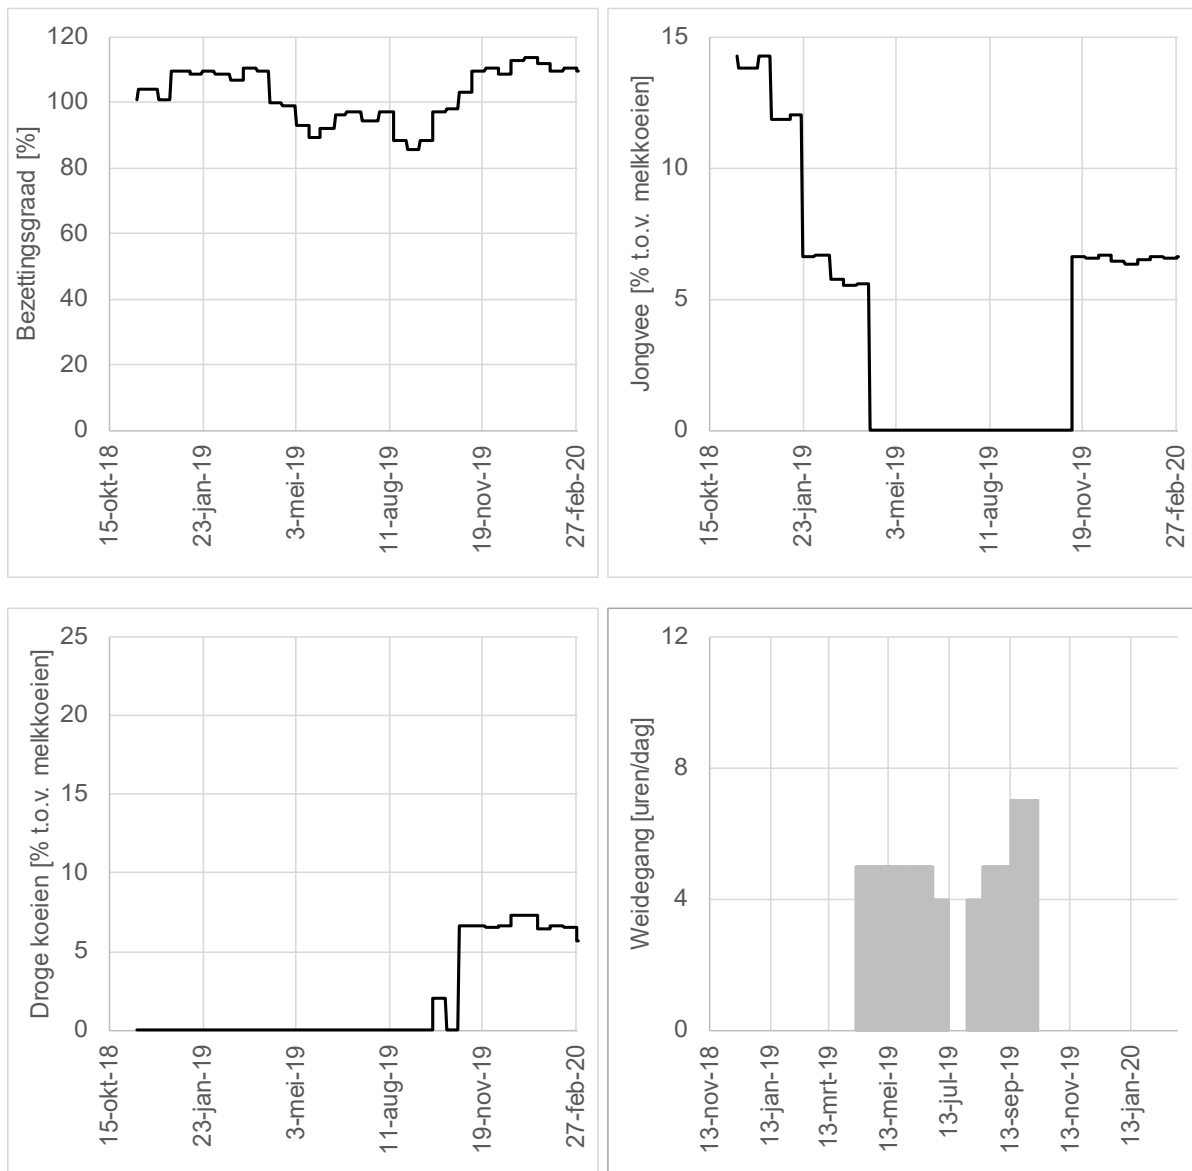 Bezettingsgraad [%]
120
100
80
60
40
20
0
15-okt-18
23-jan-19
3-mei-19
11-aug-19
19-nov-19
27-feb-20
Jongvee [% t.o.v. melkkoeien]
15
10
5
0
15-okt-18
23-jan-19
3-mei-19
11-aug-19
19-nov-19
27-feb-20
Droge koeien [% t.o.v. melkkoeien]
25
20
15
10
5
0
15-okt-18
23-jan-19
3-mei-19
11-aug-19
19-nov-19
27-feb-20
Weidegang [uren/dag]
12
8
4
0
13-nov-18
13-jan-19
13-mrt-19
13-mei-19
13-jul-19
13-sep-19
13-nov-19
13-jan-20